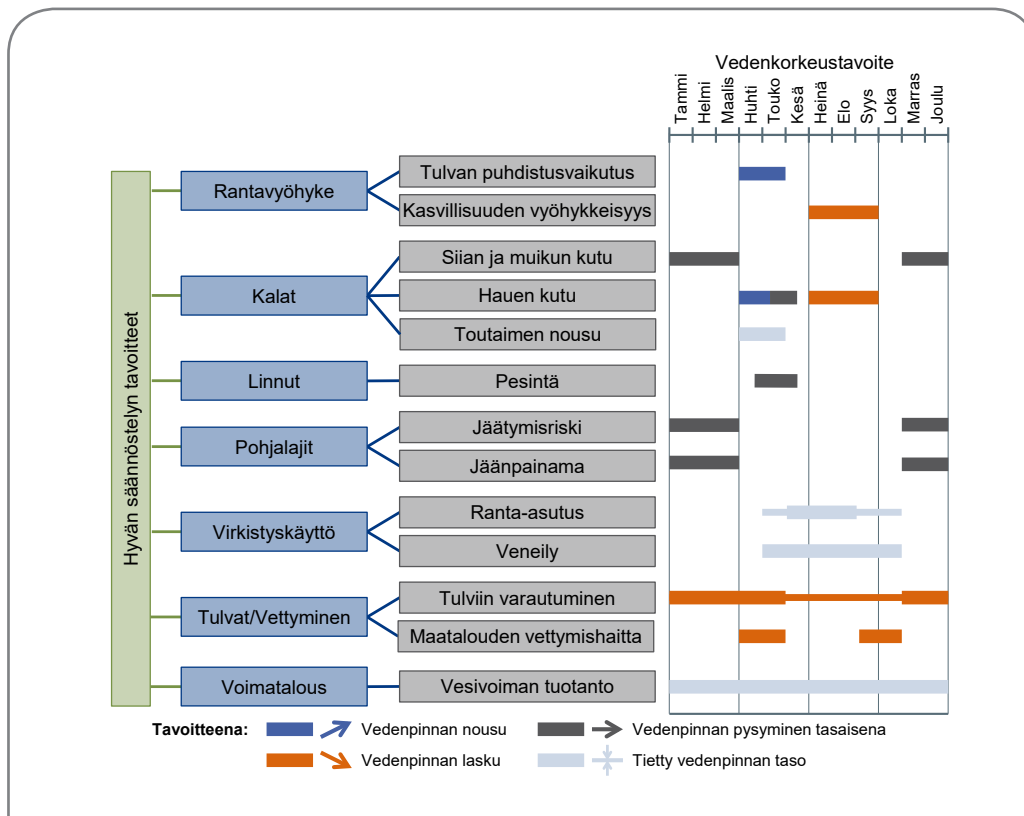 Vedenkorkeustavoite
Tammi
Helmi
Maalis
Huhti
Touko
Kesä
Heinä
Elo
Syys
Loka
Marras
Joulu
Hyvän säännöstelyn tavoitteet
Rantavyöhyke
Tulvan puhdistusvaikutus
Kasvillisuuden vyöhykkeisyys
Kalat
Siian ja muikun kutu
Hauen kutu
Toutaimen nousu
Linnut
Pesintä
Pohjalajit
Jäätymisriski
Jäänpainama
Virkistyskäyttö
Ranta-asutus
Veneily
Tulvat/Vettyminen
Tulviin varautuminen
Maatalouden vettymishaitta
Voimatalous
Vesivoiman tuotanto
Tavoitteena:
Vedenpinnan nousu
Vedenpinnan pysyminen tasaisena
Vedenpinnan lasku
Tietty vedenpinnan taso